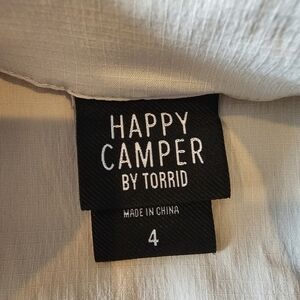 HAPPY
CAMPER
BY TORRID
MADE IN CHINA
4